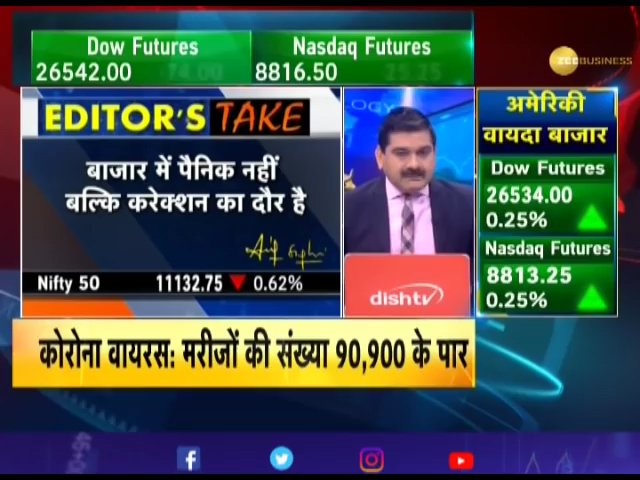 Dow Futures
26542.00
Nasdaq Futures
8816.50
ZEE BUSINESS
EDITOR'S TAKE
बाजार में पैनिक नहीं
बल्कि करेक्शन का दौर है
Nifty 50 11132.75 ▼ 0.62%
dishtv
अमेरिकी
वायदा बाजार
Dow Futures
26534.00
0.25% ▲
Nasdaq Futures
8813.25
0.25% ▲
कोरोना वायरस: मरीजों की संख्या 90,900 के पार